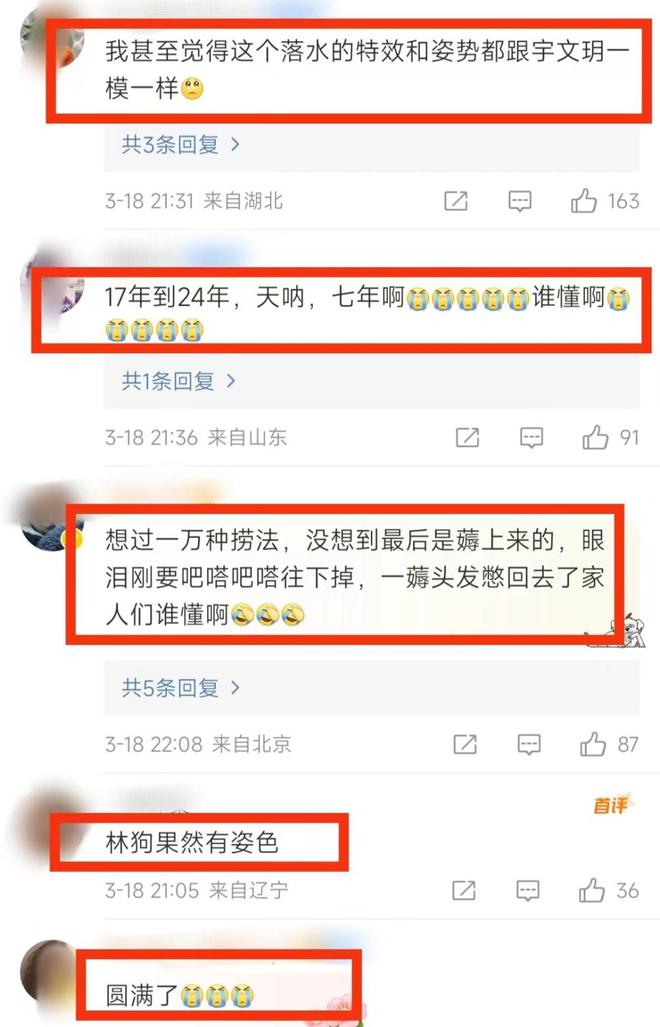 我甚至觉得这个落水的特效和姿势都跟宇文玥一
模一样🥺
共3条回复 >
3-18 21:31 来自湖北 163
17年到24年，天呐，七年啊😭😭😭😭😭谁懂啊😭
😭😭😭😭
共1条回复 >
3-18 21:36 来自山东 91
想过一万种捞法，没想到最后是薅上来的，眼
泪刚要吧嗒吧嗒往下掉，一薅头发憋回去了家
人们谁懂啊🤣🤣🤣
共5条回复 >
3-18 22:08 来自北京 87
首评
林狗果然有姿色
3-18 21:05 来自辽宁 36
圆满了😭😭😭